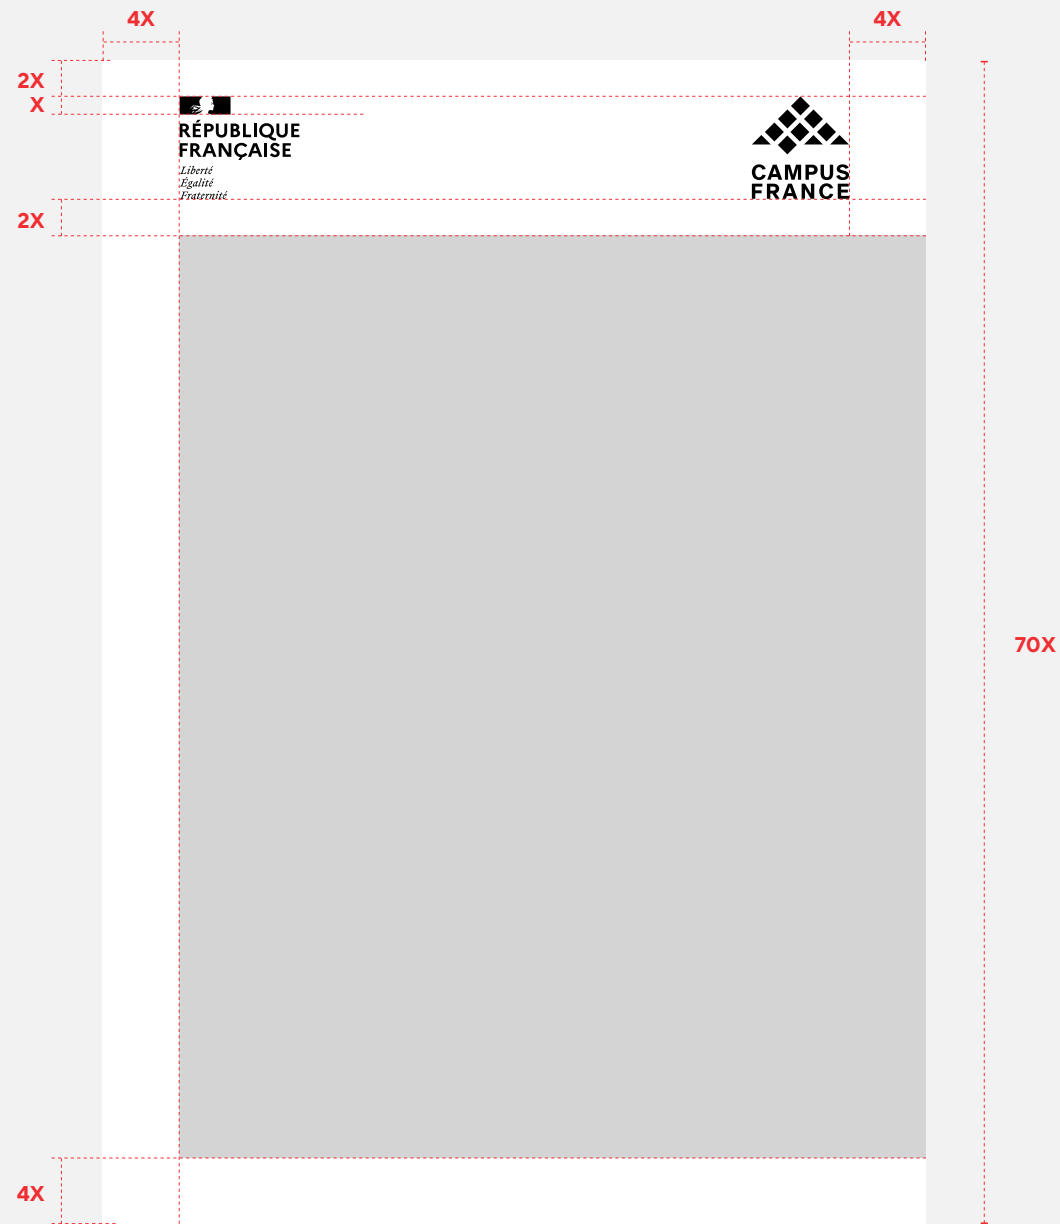 4X
4X
2X
X
RÉPUBLIQUE
FRANÇAISE
Liberté
Égalité
Fraternité
CAMPUS
FRANCE
2X
70X
4X